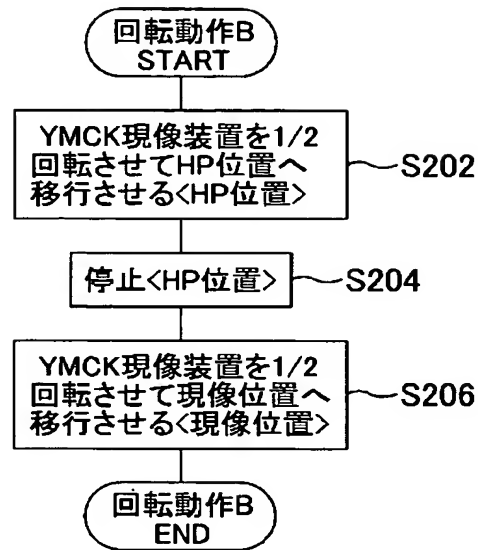 回転動作B
START
YMCK現像装置を1/2
回転させてHP位置へ
移行させる<HP位置>
S202
停止<HP位置>
S204
YMCK現像装置を1/2
回転させて現像位置へ
移行させる<現像位置>
S206
回転動作B
END